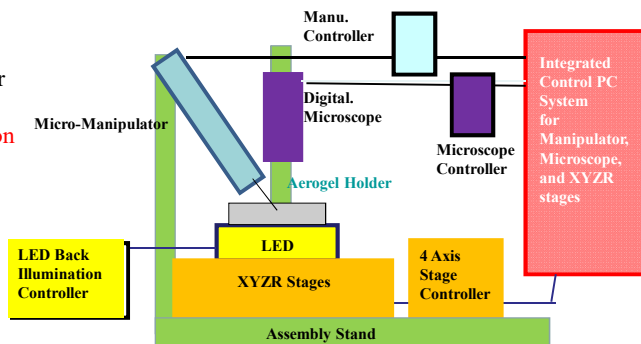 Manu.
Controller
r
on
Micro-Manipulator
Digital.
Microscope
Microscope
Controller
Integrated
Control PC
System
for
Manipulator,
Microscope,
and XYZR
stages
Aerogel Holder
LED
LED Back
Illumination
Controller
XYZR Stages
4 Axis
Stage
Controller
Assembly Stand